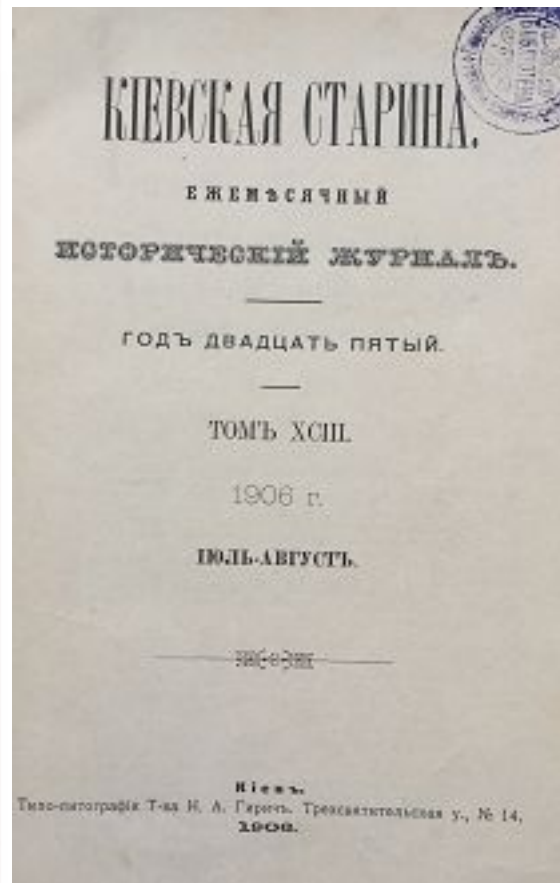 КІЕВСКАЯ СТАРИНА.
ЕЖЕМѢСЯЧНЫЙ
ИСТОРИЧЕСКІЙ ЖУРНАЛЪ.
ГОДЪ ДВАДЦАТЬ ПЯТЫЙ.
ТОМЪ XCIII.
1906 г.
ІЮЛЬ-АВГУСТЪ.
Кіевъ.
Типо-литографія Т-ва Н. А. Гиричъ. Трехсвятительская у., № 14,
1906.